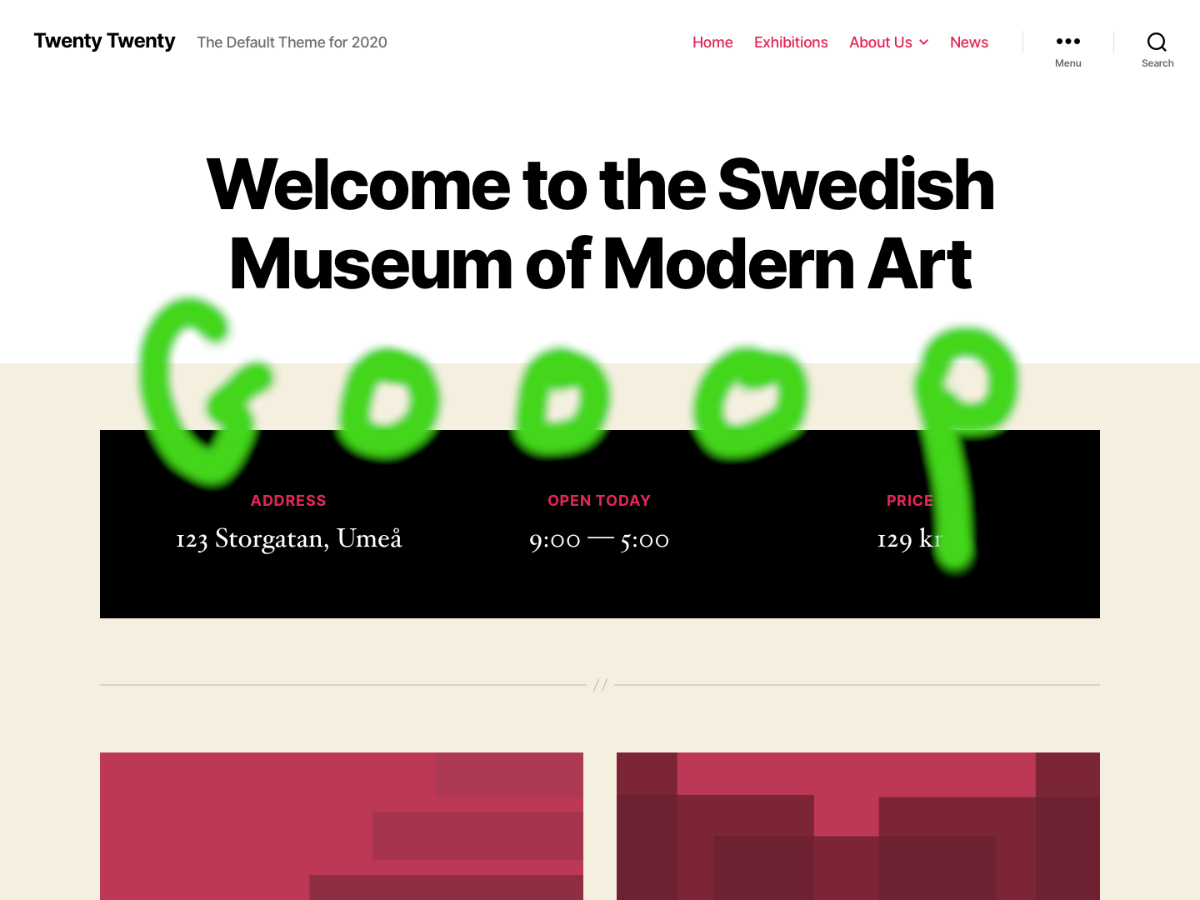 Twenty Twenty The Default Theme for 2020 Home Exhibitions About Us News Menu Search
Welcome to the Swedish
Museum of Modern Art
GOOOP
ADDRESS OPEN TODAY PRICE
123 Storgatan, Umeå 9:00 — 5:00 129 kr
//